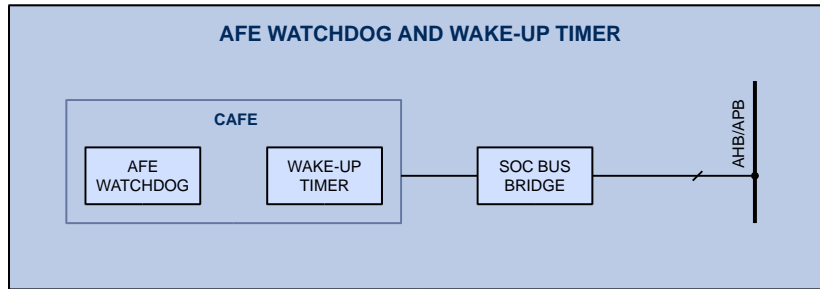 AFE WATCHDOG AND WAKE-UP TIMER
CAFE
AFE
WATCHDOG
WAKE-UP
TIMER
SOC BUS
BRIDGE
AHB/APB